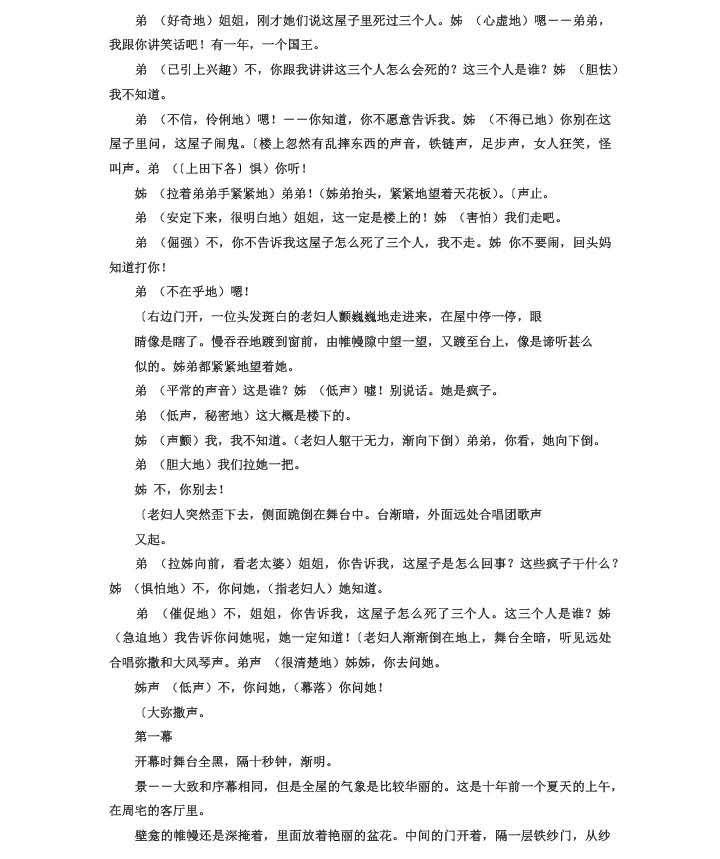 弟 （好奇地）姐姐，刚才她们说这屋子里死过三个人。姊 （心虚地）嗯－－弟弟，
我跟你讲笑话吧！有一年，一个国王。
弟 （已引上兴趣）不，你跟我讲讲这三个人怎么会死的？这三个人是谁？姊 （胆怯）
我不知道。
弟 （不信，伶俐地）嗯！－－你知道，你不愿意告诉我。姊 （不得已地）你别在这
屋子里问，这屋子闹鬼。〔楼上忽然有乱摔东西的声音，铁链声，足步声，女人狂笑，怪
叫声。弟 （〔上田下各〕惧）你听！
姊 （拉着弟弟手紧紧地）弟弟！（姊弟抬头，紧紧地望着天花板）。〔声止。
弟 （安定下来，很明白地）姐姐，这一定是楼上的！姊 （害怕）我们走吧。
弟 （倔强）不，你不告诉我这屋子怎么死了三个人，我不走。姊 你不要闹，回头妈
知道打你！
弟 （不在乎地）嗯！
〔右边门开，一位头发斑白的老妇人颤巍巍地走进来，在屋中停一停，眼
睛像是瞎了。慢吞吞地踱到窗前，由帷幔隙中望一望，又踱至台上，像是谛听甚么
似的。姊弟都紧紧地望着她。
弟 （平常的声音）这是谁？姊 （低声）嘘！别说话。她是疯子。
弟 （低声，秘密地）这大概是楼下的。
姊 （声颤）我，我不知道。（老妇人躯干无力，渐向下倒）弟弟，你看，她向下倒。
弟 （胆大地）我们拉她一把。
姊 不，你别去！
〔老妇人突然歪下去，侧面跪倒在舞台中。台渐暗，外面远处合唱团歌声
又起。
弟 （拉姊向前，看老太婆）姐姐，你告诉我，这屋子是怎么回事？这些疯子干什么？
姊 （惧怕地）不，你问她，（指老妇人）她知道。
弟 （催促地）不，姐姐，你告诉我，这屋子怎么死了三个人。这三个人是谁？姊
（急迫地）我告诉你问她呢，她一定知道！〔老妇人渐渐倒在地上，舞台全暗，听见远处
合唱弥撒和大风琴声。弟声 （很清楚地）姊姊，你去问她。
姊声 （低声）不，你问她，（幕落）你问她！
〔大弥撒声。
第一幕
开幕时舞台全黑，隔十秒钟，渐明。
景－－大致和序幕相同，但是全屋的气象是比较华丽的。这是十年前一个夏天的上午，
在周宅的客厅里。
壁龛的帷幔还是深掩着，里面放着艳丽的盆花。中间的门开着，隔一层铁纱门，从纱